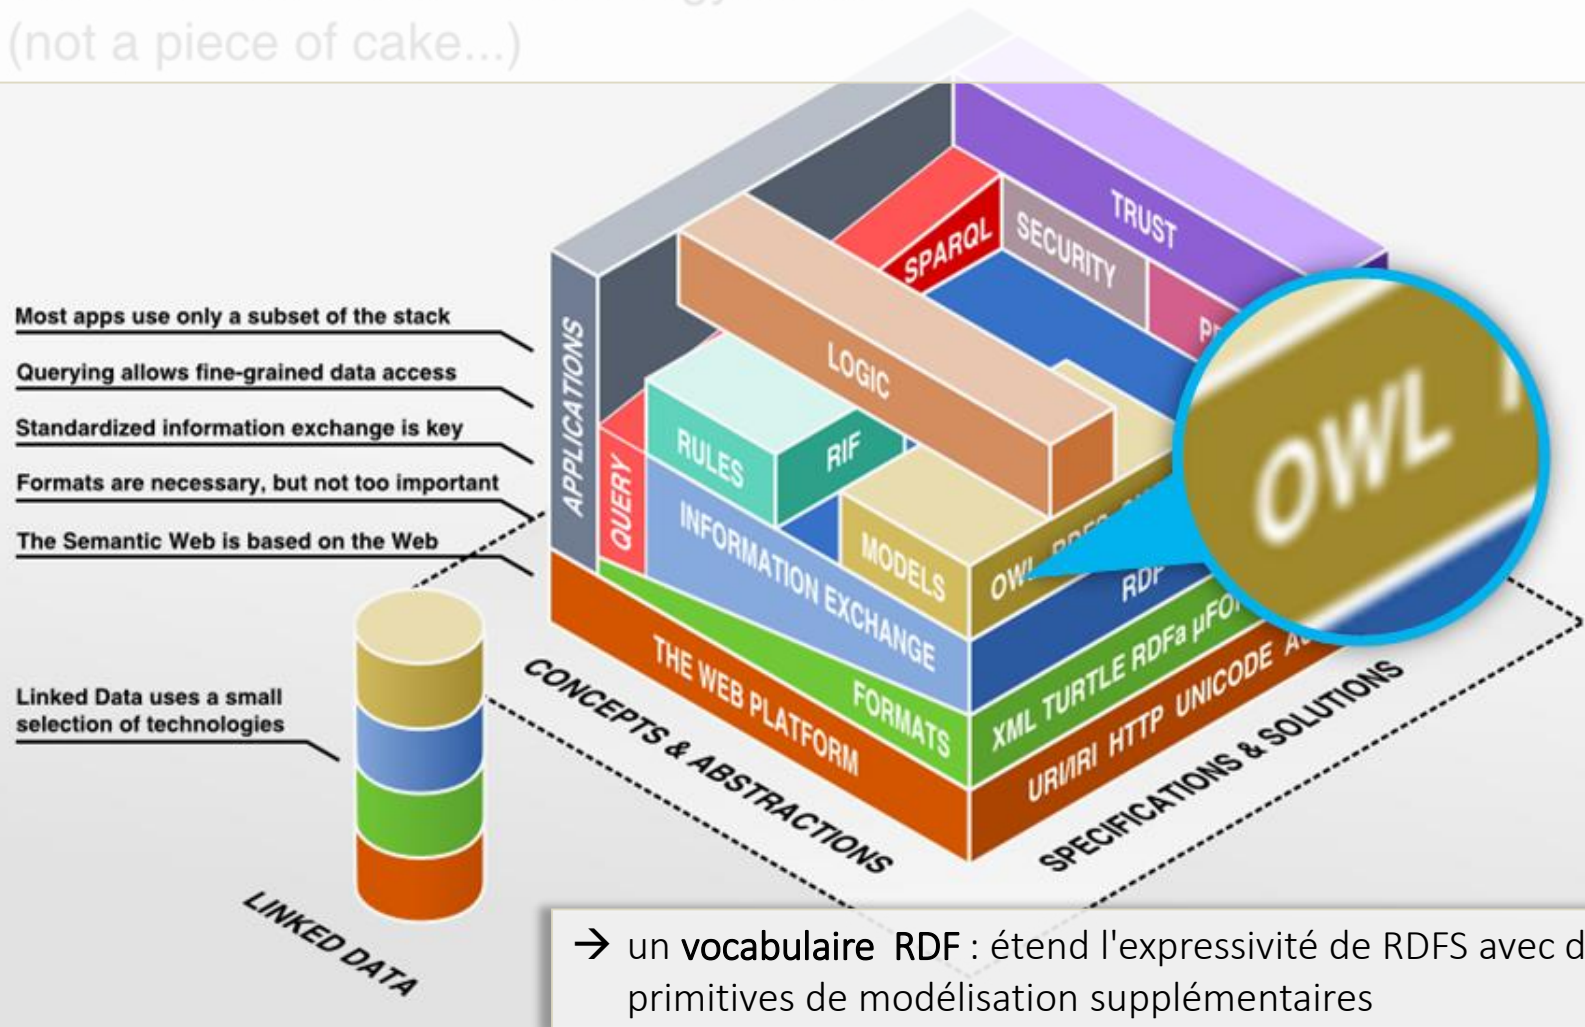 (not a piece of cake...)
Most apps use only a subset of the stack
Querying allows fine-grained data access
Standardized information exchange is key
Formats are necessary, but not too important
The Semantic Web is based on the Web
Linked Data uses a small
selection of technologies
LINKED DATA
APPLICATIONS
TRUST
SPARQL
SECURITY
LOGIC
RULES
RIF
QUERY
INFORMATION EXCHANGE
MODELS
OWL RDFS
OWL
FORMATS
XML TURTLE RDFa
THE WEB PLATFORM
URI/IRI HTTP UNICODE
CONCEPTS & ABSTRACTIONS
SPECIFICATIONS & SOLUTIONS
→ un vocabulaire RDF : étend l'expressivité de RDFS avec
primitives de modélisation supplémentaires